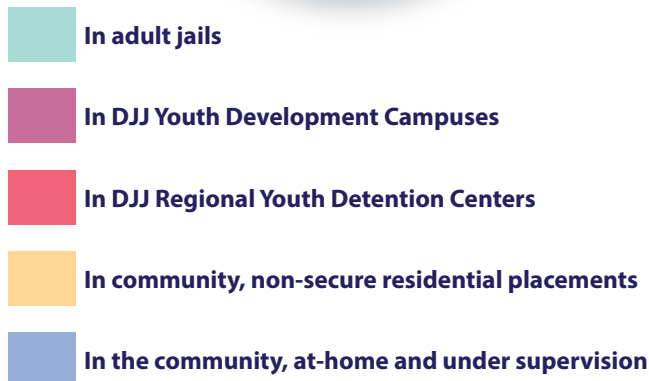 In adult jails
In DJJ Youth Development Campuses
In DJJ Regional Youth Detention Centers
In community, non-secure residential placements
In the community, at-home and under supervision